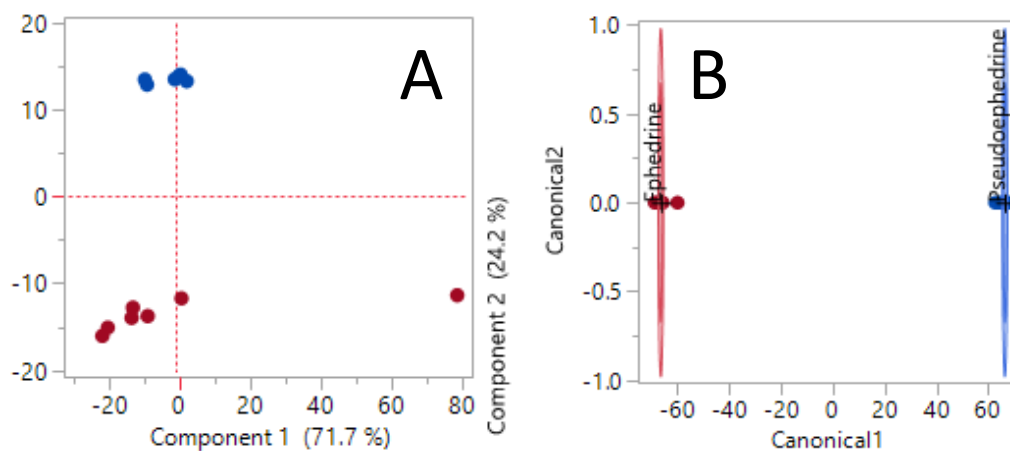 A
20
10
0
-10
-20
-20 0 20 40 60 80
Component 1 (71.7 %)
Component 2 (24.2 %)
B
1.0
0.5
0.0
-0.5
-1.0
Canonical2
Ephedrine
Pseudoephedrine
-60 -40 -20 0 20 40 60
Canonical1